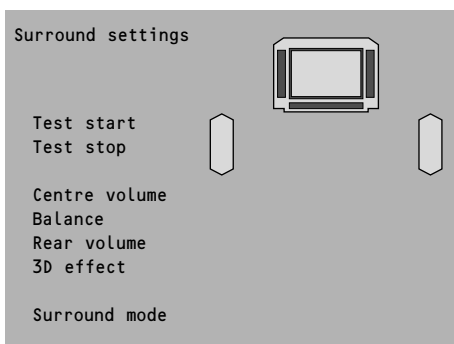 Surround settings
Test start
Test stop
Centre volume
Balance
Rear volume
3D effect
Surround mode